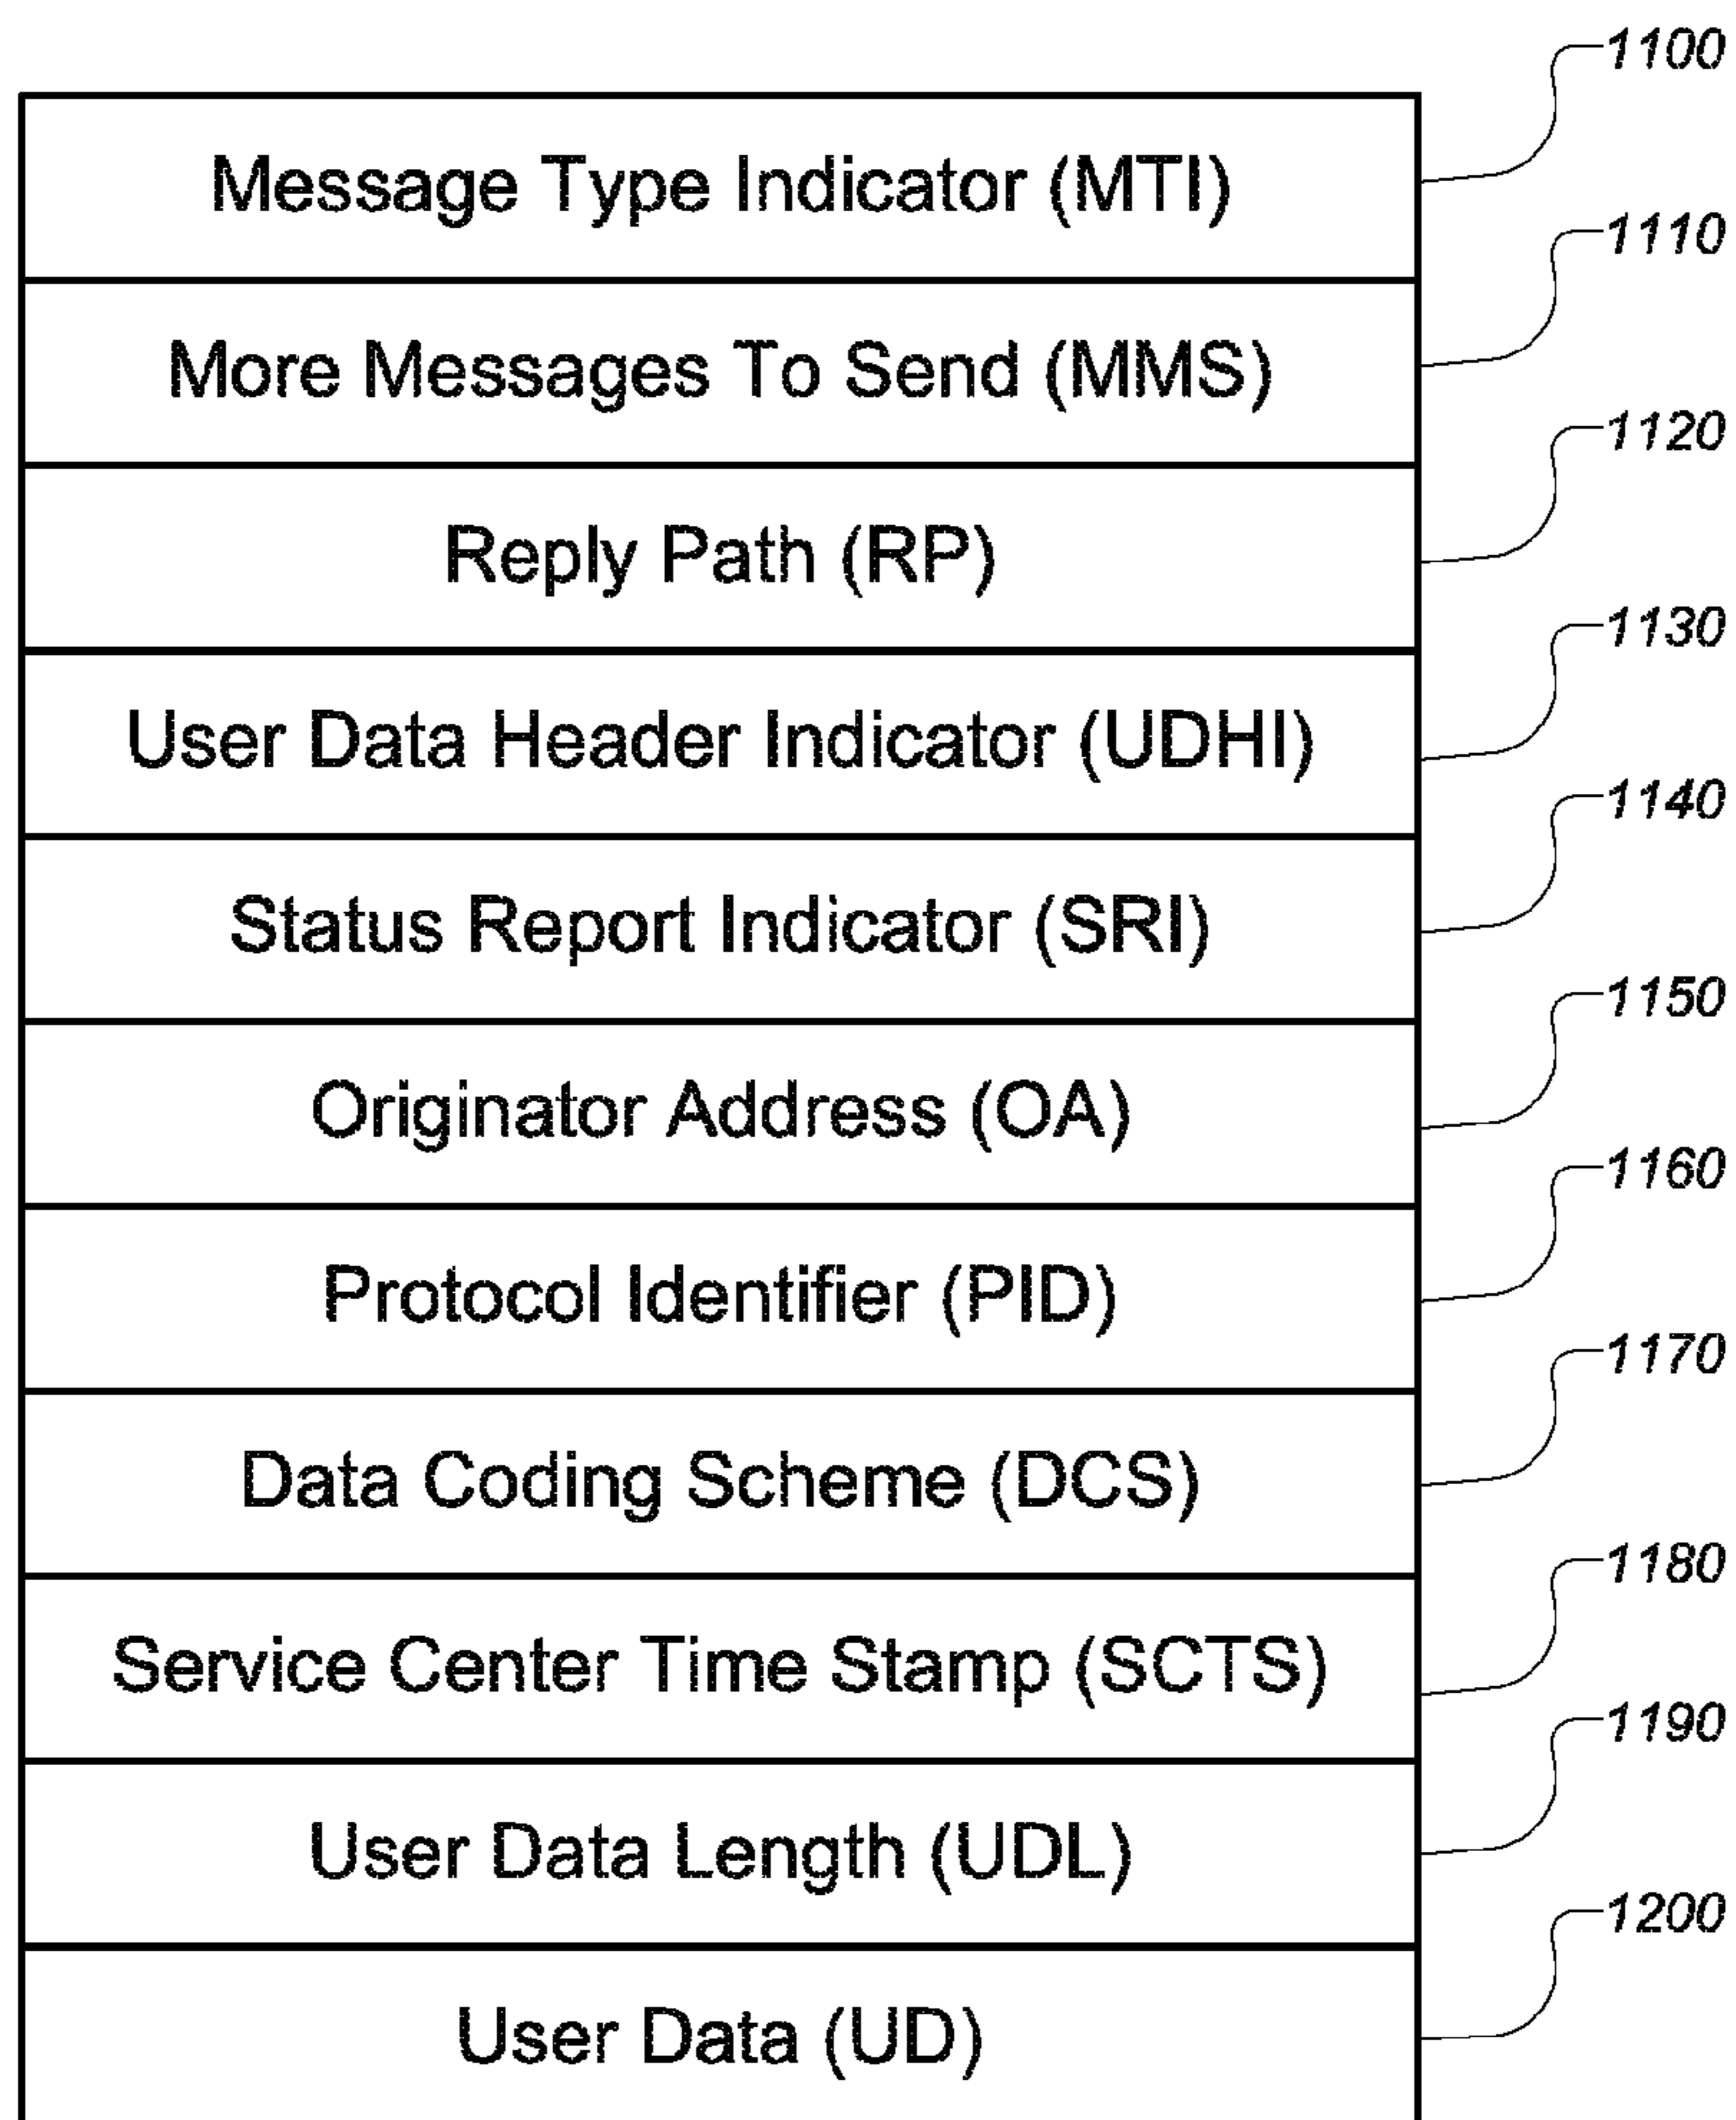 1100
Message Type Indicator (MTI)
1110
More Messages To Send (MMS)
1120
Reply Path (RP)
1130
User Data Header Indicator (UDHI)
1140
Status Report Indicator (SRI)
1150
Originator Address (OA)
1160
Protocol Identifier (PID)
1170
Data Coding Scheme (DCS)
1180
Service Center Time Stamp (SCTS)
1190
User Data Length (UDL)
1200
User Data (UD)